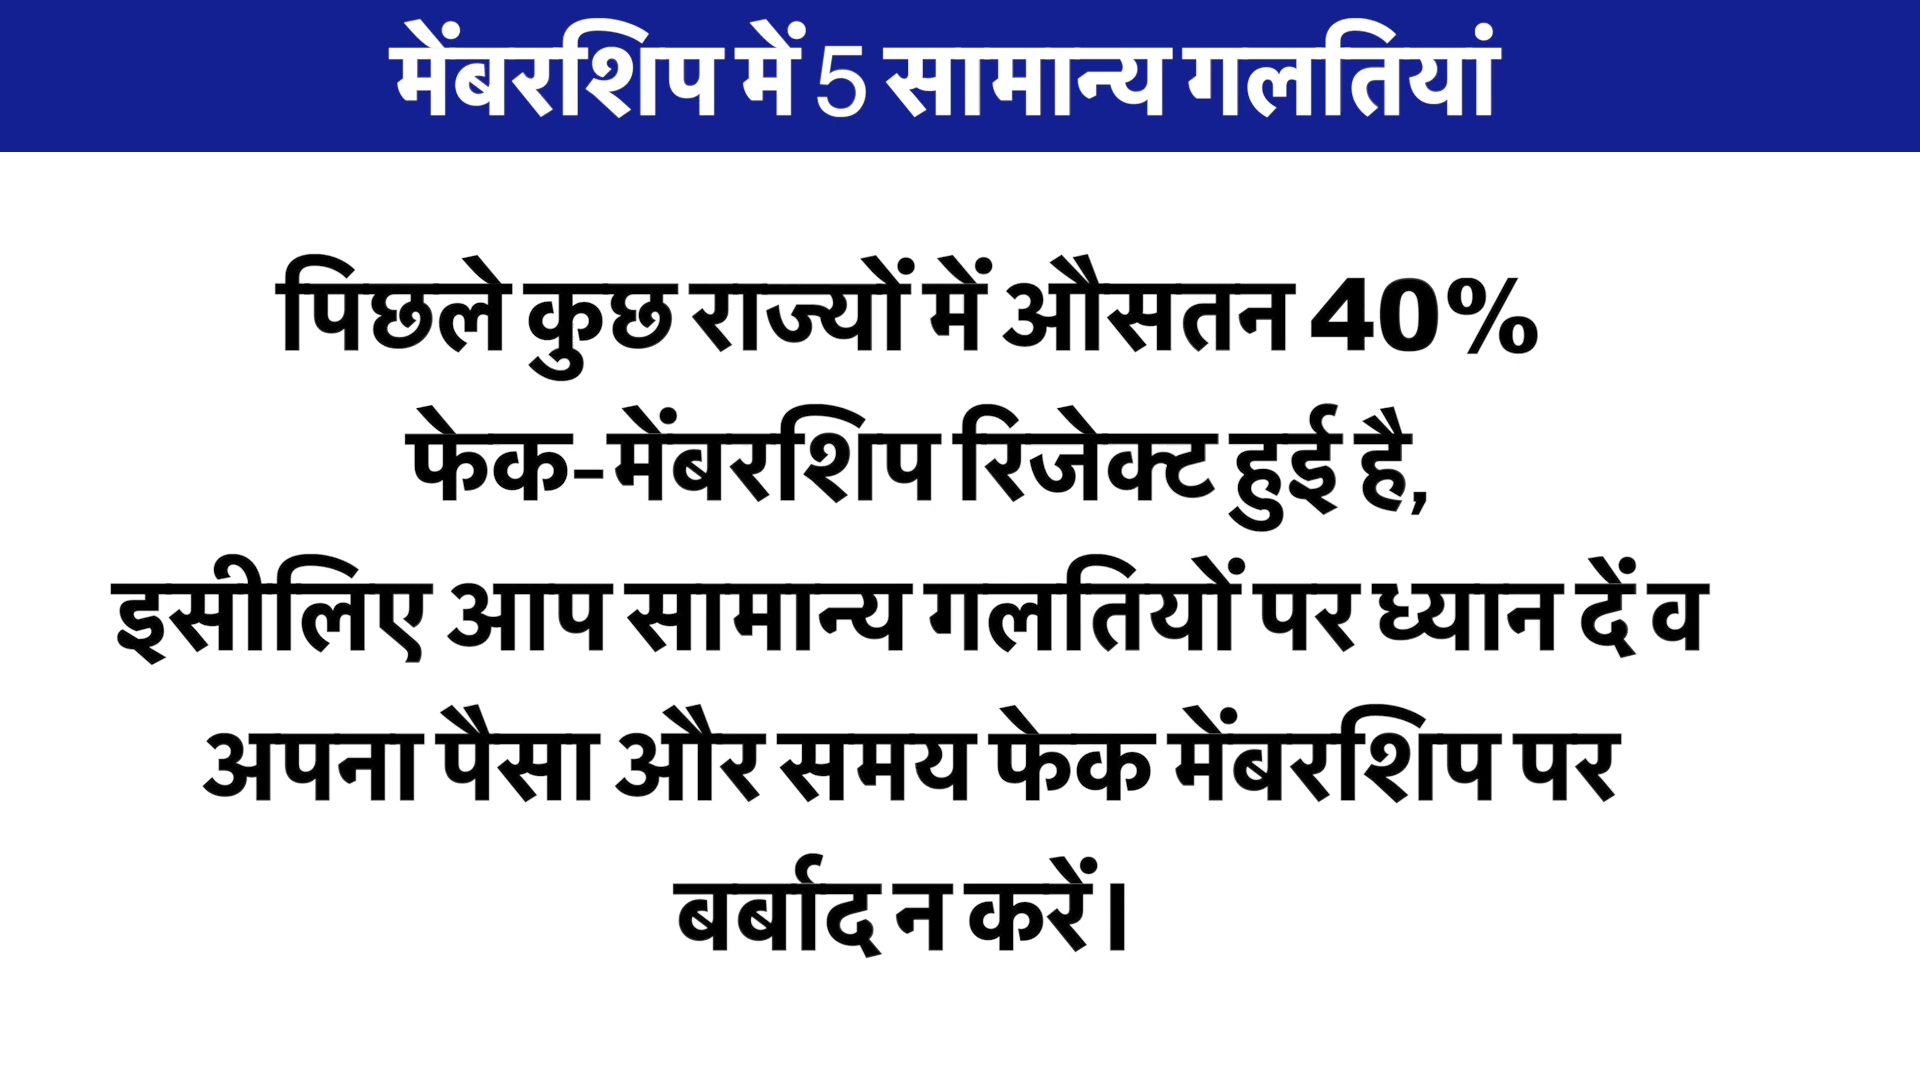 मेंबरशिप में 5 सामान्य गलतियां
पिछले कुछ राज्यों में औसतन 40%
फेक-मेंबरशिप रिजेक्ट हुई है,
इसीलिए आप सामान्य गलतियों पर ध्यान दें व
अपना पैसा और समय फेक मेंबरशिप पर
बर्बाद न करें।